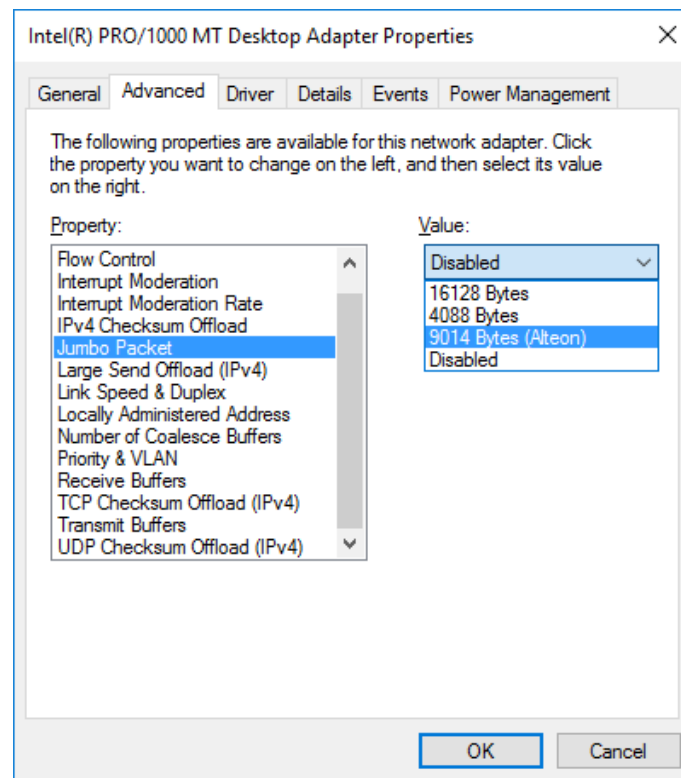 Intel(R) PRO/1000 MT Desktop Adapter Properties
General Advanced Driver Details Events Power Management
The following properties are available for this network adapter. Click
the property you want to change on the left, and then select its value
on the right.
Property:
Flow Control
Interrupt Moderation
Interrupt Moderation Rate
IPv4 Checksum Offload
Jumbo Packet
Large Send Offload (IPv4)
Link Speed & Duplex
Locally Administered Address
Number of Coalesce Buffers
Priority & VLAN
Receive Buffers
TCP Checksum Offload (IPv4)
Transmit Buffers
UDP Checksum Offload (IPv4)
Value:
Disabled
16128 Bytes
4088 Bytes
9014 Bytes (Alteon)
Disabled
OK Cancel